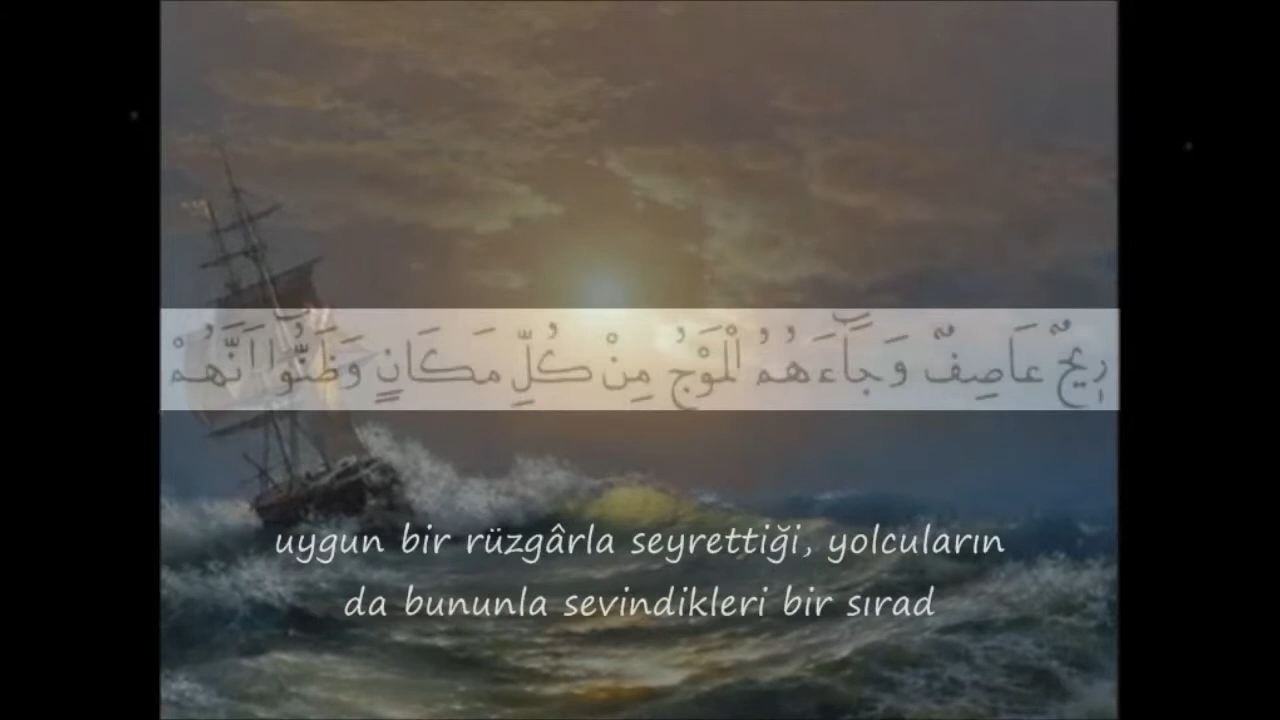 رِيحٌ عَاصِفٌ وَجَٓاءَهُمُ الْمَوْجُ مِنْ كُلِّ مَكَانٍ وَظَنُّٓوا اَنَّهُمْ
uygun bir rüzgârla seyrettiği, yolcuların
da bununla sevindikleri bir sırad